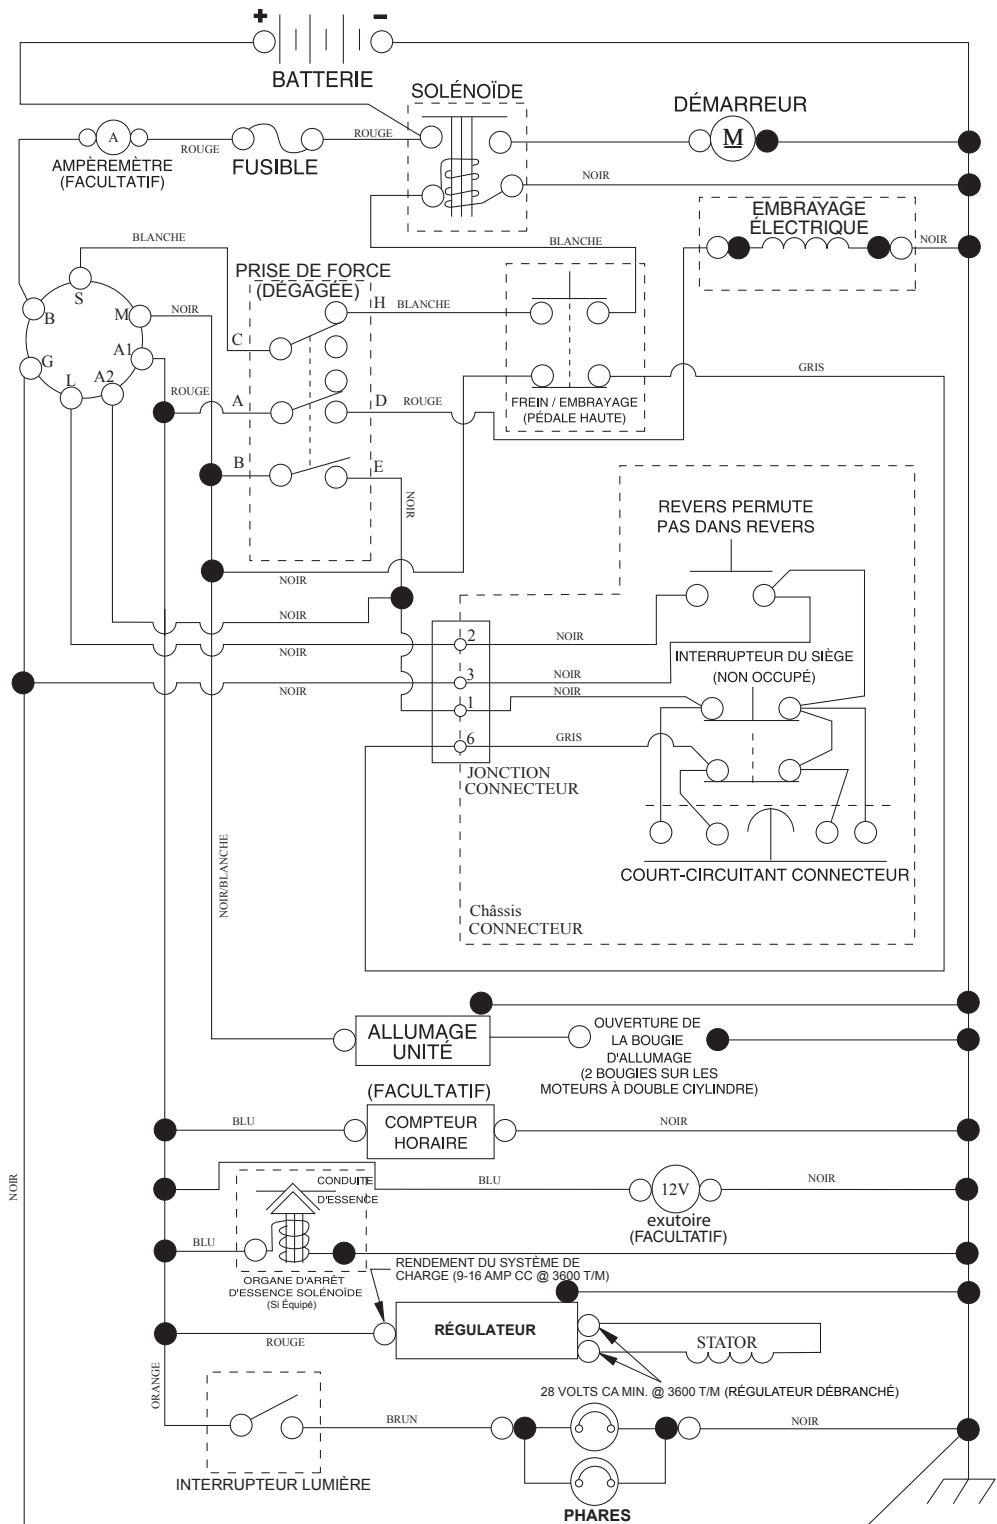 + -
BATTERIE
SOLÉNOÏDE
DÉMARREUR
A
ROUGE
M
AMPÈREMÈTRE
(FACULTATIF)
ROUGE
FUSIBLE
NOIR
EMBRAYAGE
ÉLECTRIQUE
NOIR
BLANCHE
BLANCHE
PRISE DE FORCE
(DÉGAGÉE)
S
B
M
NOIR
H
BLANCHE
C
G
A1
L
A2
ROUGE
A
D
ROUGE
GRIS
FREIN / EMBRAYAGE
(PÉDALE HAUTE)
B
E
NOIR
REVERS PERMUTE
PAS DANS REVERS
NOIR
NOIR
2
NOIR
NOIR
INTERRUPTEUR DU SIÈGE
(NON OCCUPÉ)
3
NOIR
NOIR
1
NOIR
6
GRIS
JONCTION
CONNECTEUR
NOIR/BLANCHE
COURT-CIRCUITANT CONNECTEUR
Châssis
CONNECTEUR
ALLUMAGE
UNITÉ
OUVERTURE DE
LA BOUGIE
D'ALLUMAGE
(2 BOUGIES SUR LES
MOTEURS À DOUBLE CIYLINDRE)
(FACULTATIF)
COMPTEUR
HORAIRE
BLU
NOIR
NOIR
CONDUITE
D'ESSENCE
BLU
12V
NOIR
exutoire
(FACULTATIF)
BLU
ORGANE D'ARRÊT
D'ESSENCE SOLÉNOÏDE
(Si Équipé)
RENDEMENT DU SYSTÈME DE
CHARGE (9-16 AMP CC @ 3600 T/M)
RÉGULATEUR
ROUGE
STATOR
ORANGE
28 VOLTS CA MIN. @ 3600 T/M (RÉGULATEUR DÉBRANCHÉ)
BRUN
NOIR
INTERRUPTEUR LUMIÈRE
PHARES